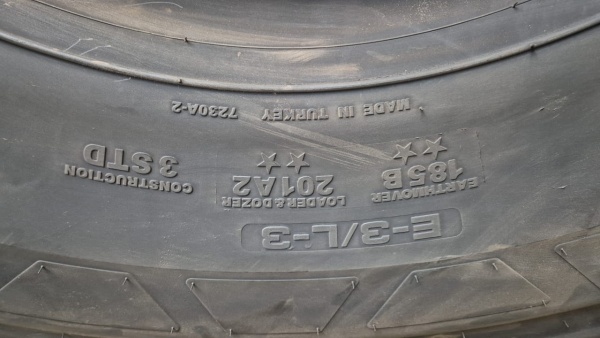 E-3/L-3
EARTHMOVER
185B
★★
LOADER&DOZER
201A2
★★
CONSTRUCTION
3 STD
MADE IN TURKEY 7230A-2